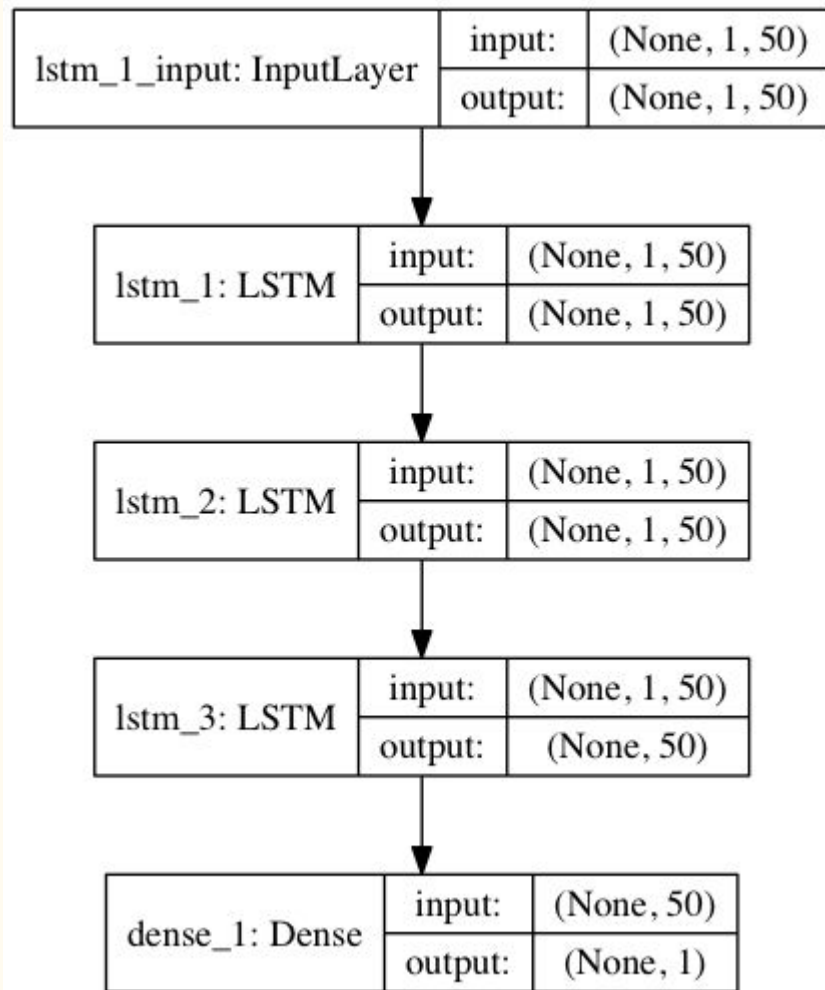 lstm_1_input: InputLayer
input: (None, 1, 50)
output: (None, 1, 50)
lstm_1: LSTM
input: (None, 1, 50)
output: (None, 1, 50)
lstm_2: LSTM
input: (None, 1, 50)
output: (None, 1, 50)
lstm_3: LSTM
input: (None, 1, 50)
output: (None, 50)
dense_1: Dense
input: (None, 50)
output: (None, 1)